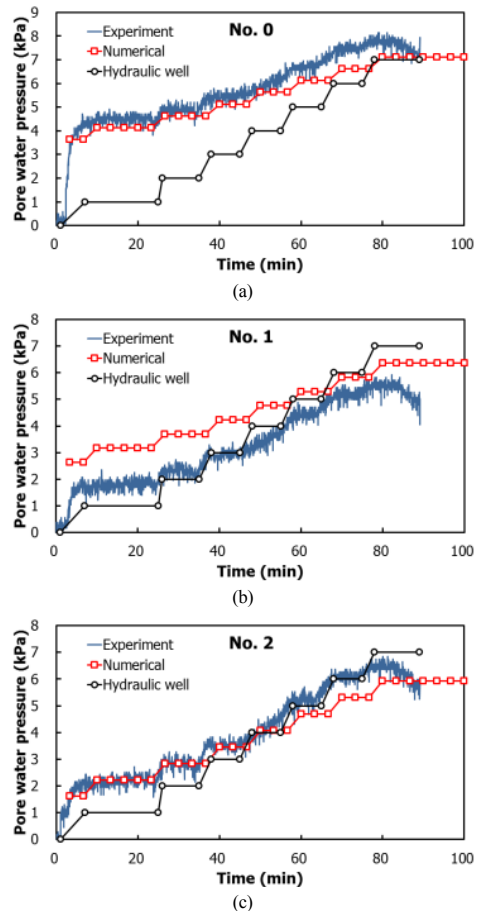 No. 0
Experiment
Numerical
Hydraulic well
Pore water pressure (kPa)
9
8
7
6
5
4
3
2
1
0
0 20 40 60 80 100
Time (min)
(a)
No. 1
Experiment
Numerical
Hydraulic well
Pore water pressure (kPa)
8
7
6
5
4
3
2
1
0
0 20 40 60 80 100
Time (min)
(b)
No. 2
Experiment
Numerical
Hydraulic well
Pore water pressure (kPa)
8
7
6
5
4
3
2
1
0
0 20 40 60 80 100
Time (min)
(c)